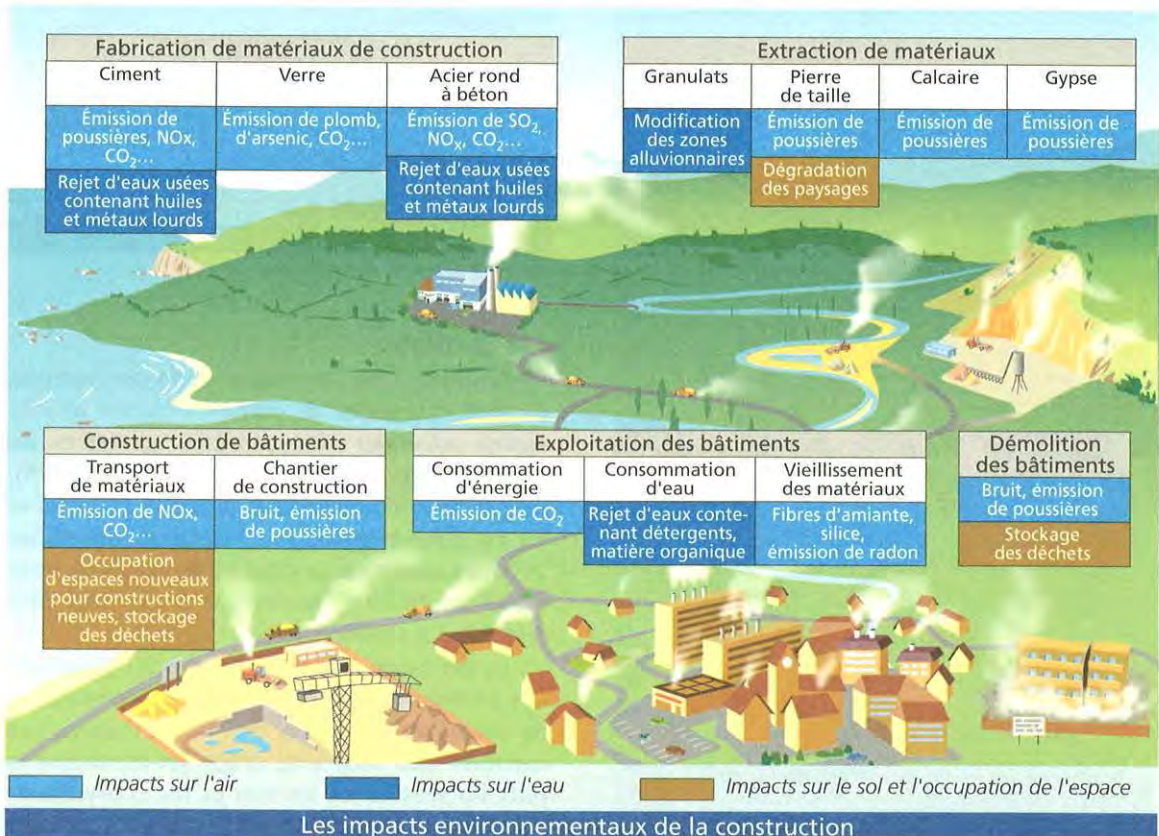 Fabrication de matériaux de construction
Ciment
Verre
Acier rond
à béton
Émission de
poussières, NOx,
CO₂...
Émission de plomb,
d'arsenic, CO₂...
Émission de SO₂,
NOₓ, CO₂...
Rejet d'eaux usées
contenant huiles
et métaux lourds
Rejet d'eaux usées
contenant huiles
et métaux lourds
Extraction de matériaux
Granulats
Pierre
de taille
Calcaire
Gypse
Modification
des zones
alluvionnaires
Émission de
poussières
Émission de
poussières
Émission de
poussières
Dégradation
des paysages
Construction de bâtiments
Transport
de matériaux
Chantier
de construction
Émission de NOx,
CO₂...
Bruit, émission
de poussières
Occupation
d'espaces nouveaux
pour constructions
neuves, stockage
des déchets
Exploitation des bâtiments
Consommation
d'énergie
Consommation
d'eau
Vieillissement
des matériaux
Émission de CO₂
Rejet d'eaux conte-
nant détergents,
matière organique
Fibres d'amiante,
silice,
émission de radon
Démolition
des bâtiments
Bruit, émission
de poussières
Stockage
des déchets
Impacts sur l'air
Impacts sur l'eau
Impacts sur le sol et l'occupation de l'espace
Les impacts environnementaux de la construction